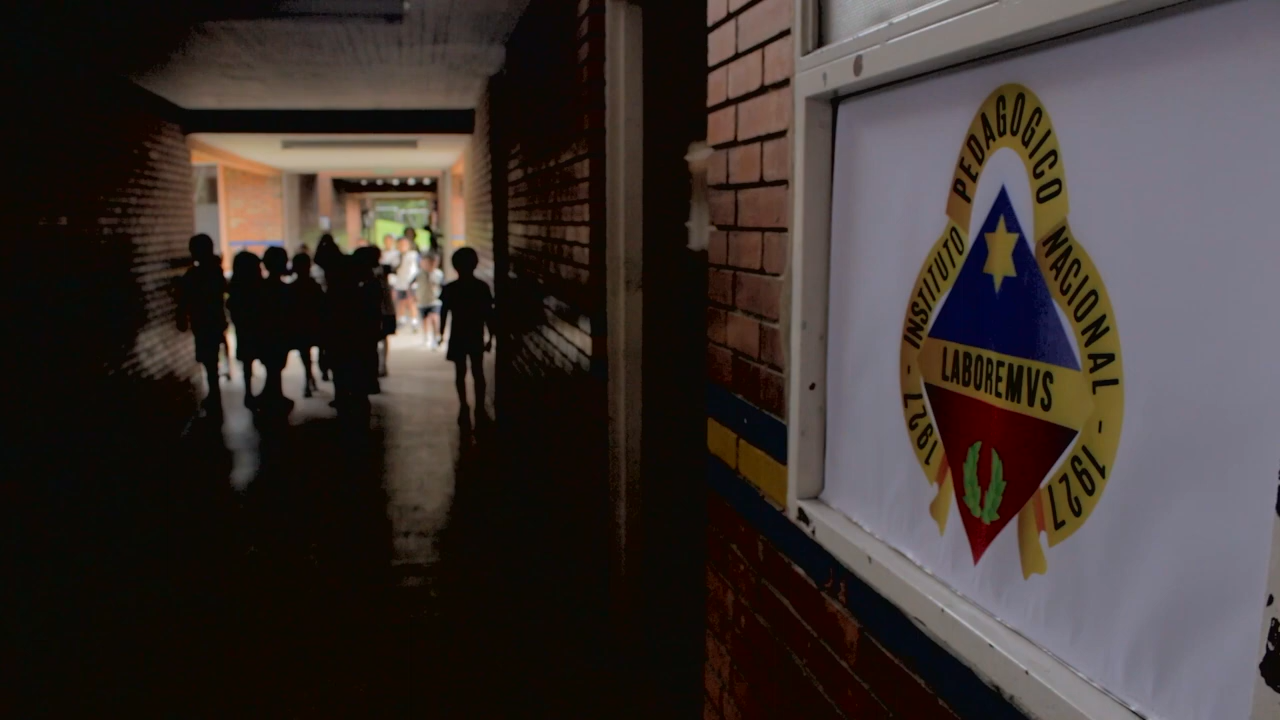 INSTITUTO PEDAGOGICO NACIONAL
- 1927
- 1927
LABOREMVS